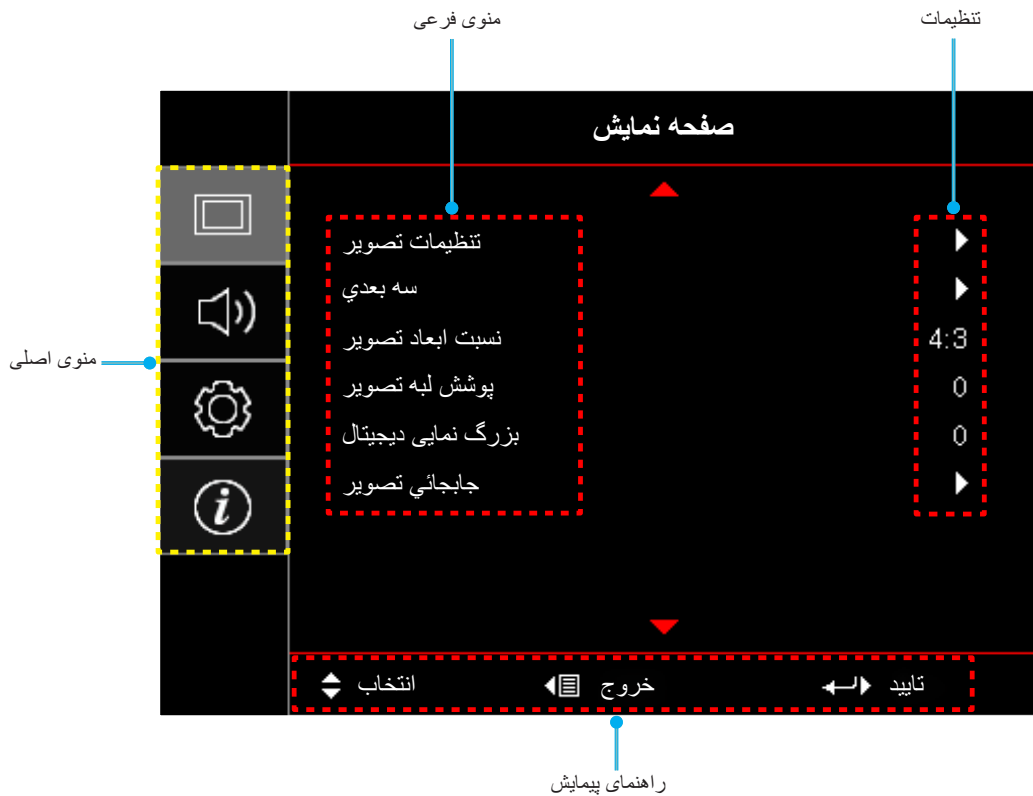 منوی فرعی
تنظیمات
صفحه نمایش
تنظیمات تصویر
سه بعدي
نسبت ابعاد تصویر
4:3
پوشش لبه تصویر
0
بزرگ نمایی دیجیتال
0
جابجائي تصویر
منوی اصلی
انتخاب
خروج
تایید
راهنمای پیمایش